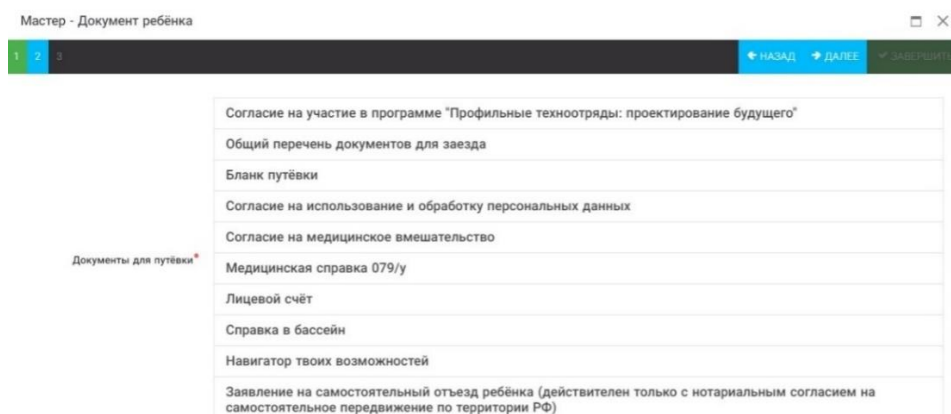 Мастер - Документ ребёнка
1 2 3 НАЗАД ДАЛЕЕ ЗАВЕРШИТЬ
Согласие на участие в программе "Профильные техноотряды: проектирование будущего"
Общий перечень документов для заезда
Бланк путёвки
Согласие на использование и обработку персональных данных
Согласие на медицинское вмешательство
Документы для путёвки*
Медицинская справка 079/у
Лицевой счёт
Справка в бассейн
Навигатор твоих возможностей
Заявление на самостоятельный отъезд ребёнка (действителен только с нотариальным согласием на
самостоятельное передвижение по территории РФ)